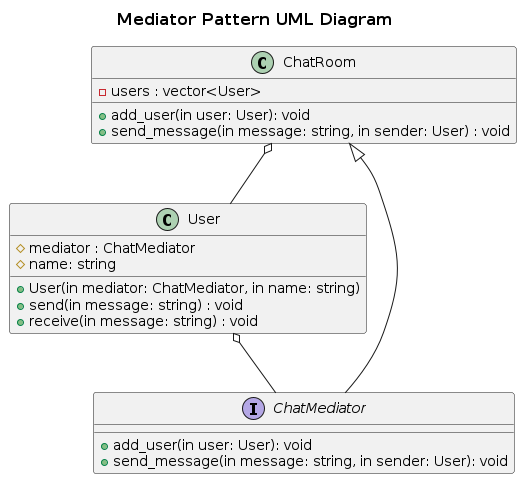 Mediator Pattern UML Diagram
C ChatRoom
users : vector<User>
add_user(in user: User): void
send_message(in message: string, in sender: User) : void
C User
mediator : ChatMediator
name: string
User(in mediator: ChatMediator, in name: string)
send(in message: string) : void
receive(in message: string) : void
I ChatMediator
add_user(in user: User): void
send_message(in message: string, in sender: User): void